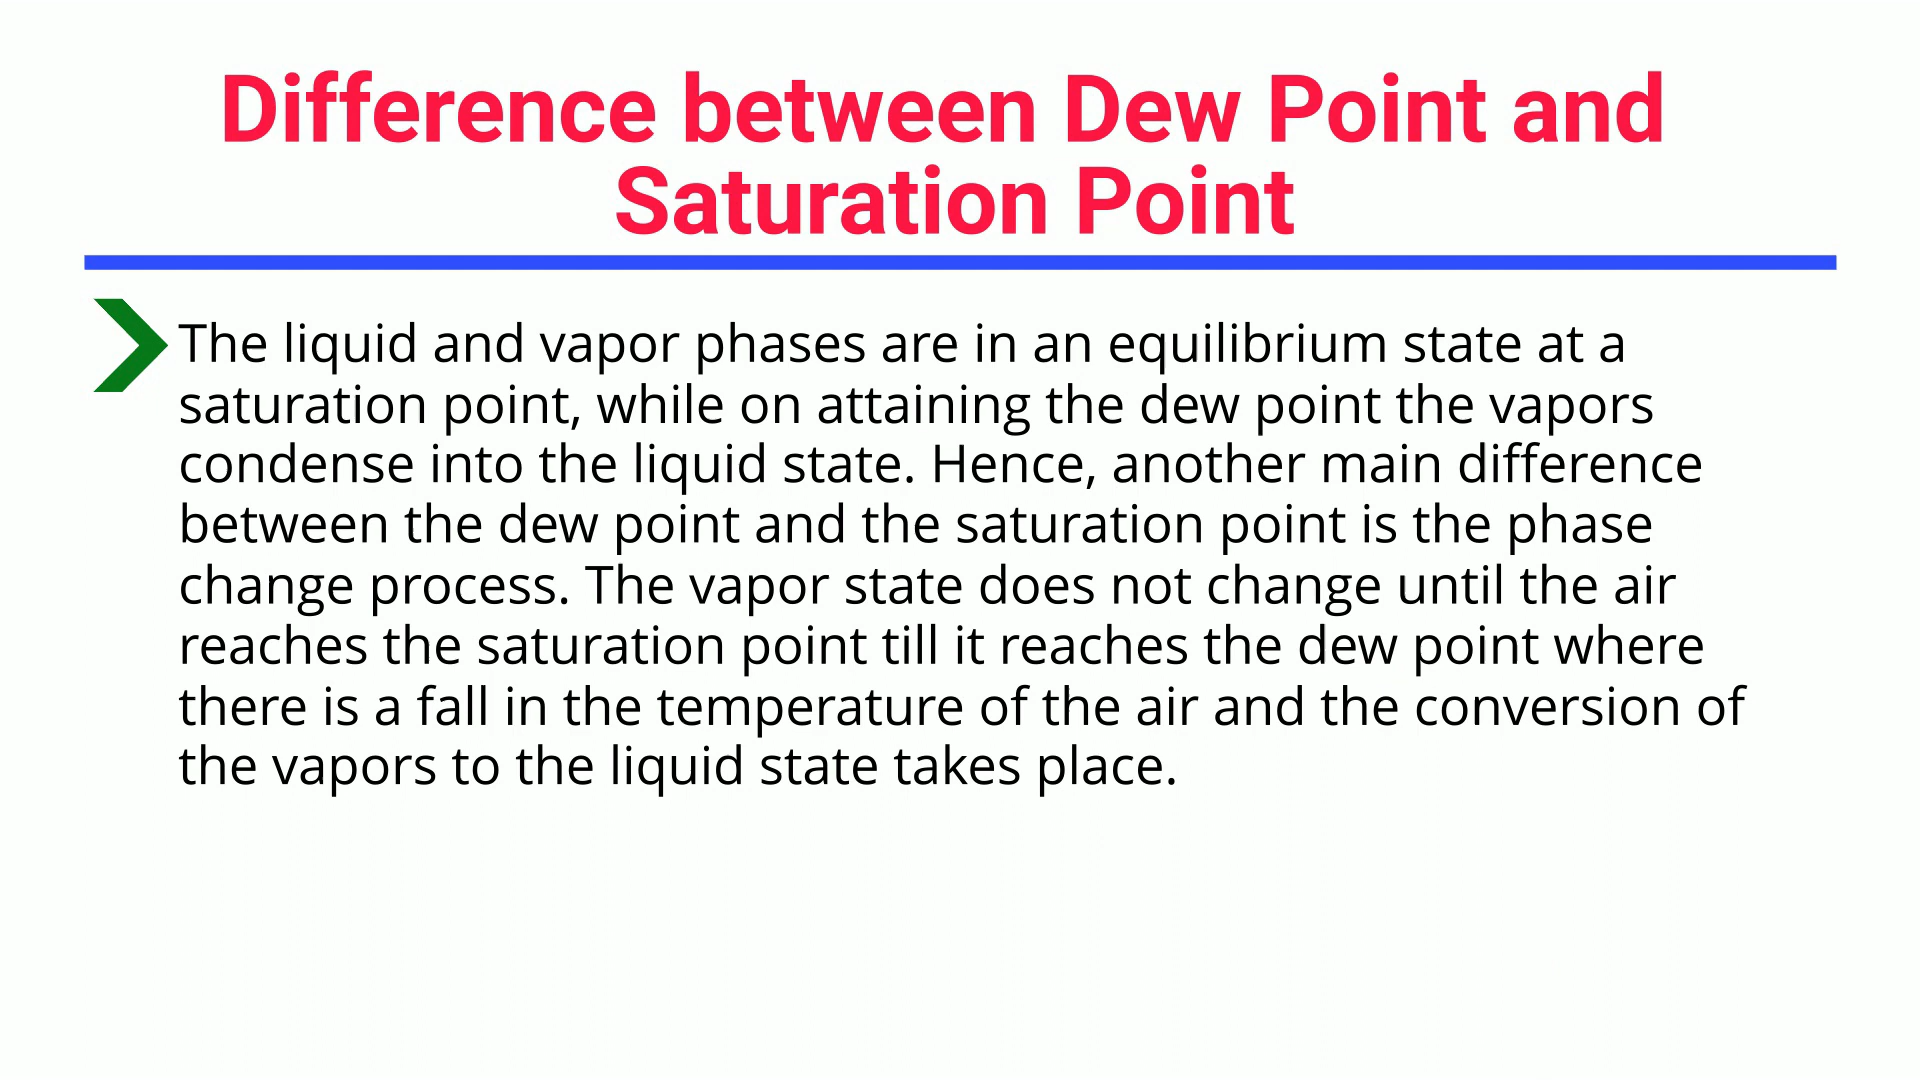 Difference between Dew Point and
Saturation Point
The liquid and vapor phases are in an equilibrium state at a
saturation point, while on attaining the dew point the vapors
condense into the liquid state. Hence, another main difference
between the dew point and the saturation point is the phase
change process. The vapor state does not change until the air
reaches the saturation point till it reaches the dew point where
there is a fall in the temperature of the air and the conversion of
the vapors to the liquid state takes place.